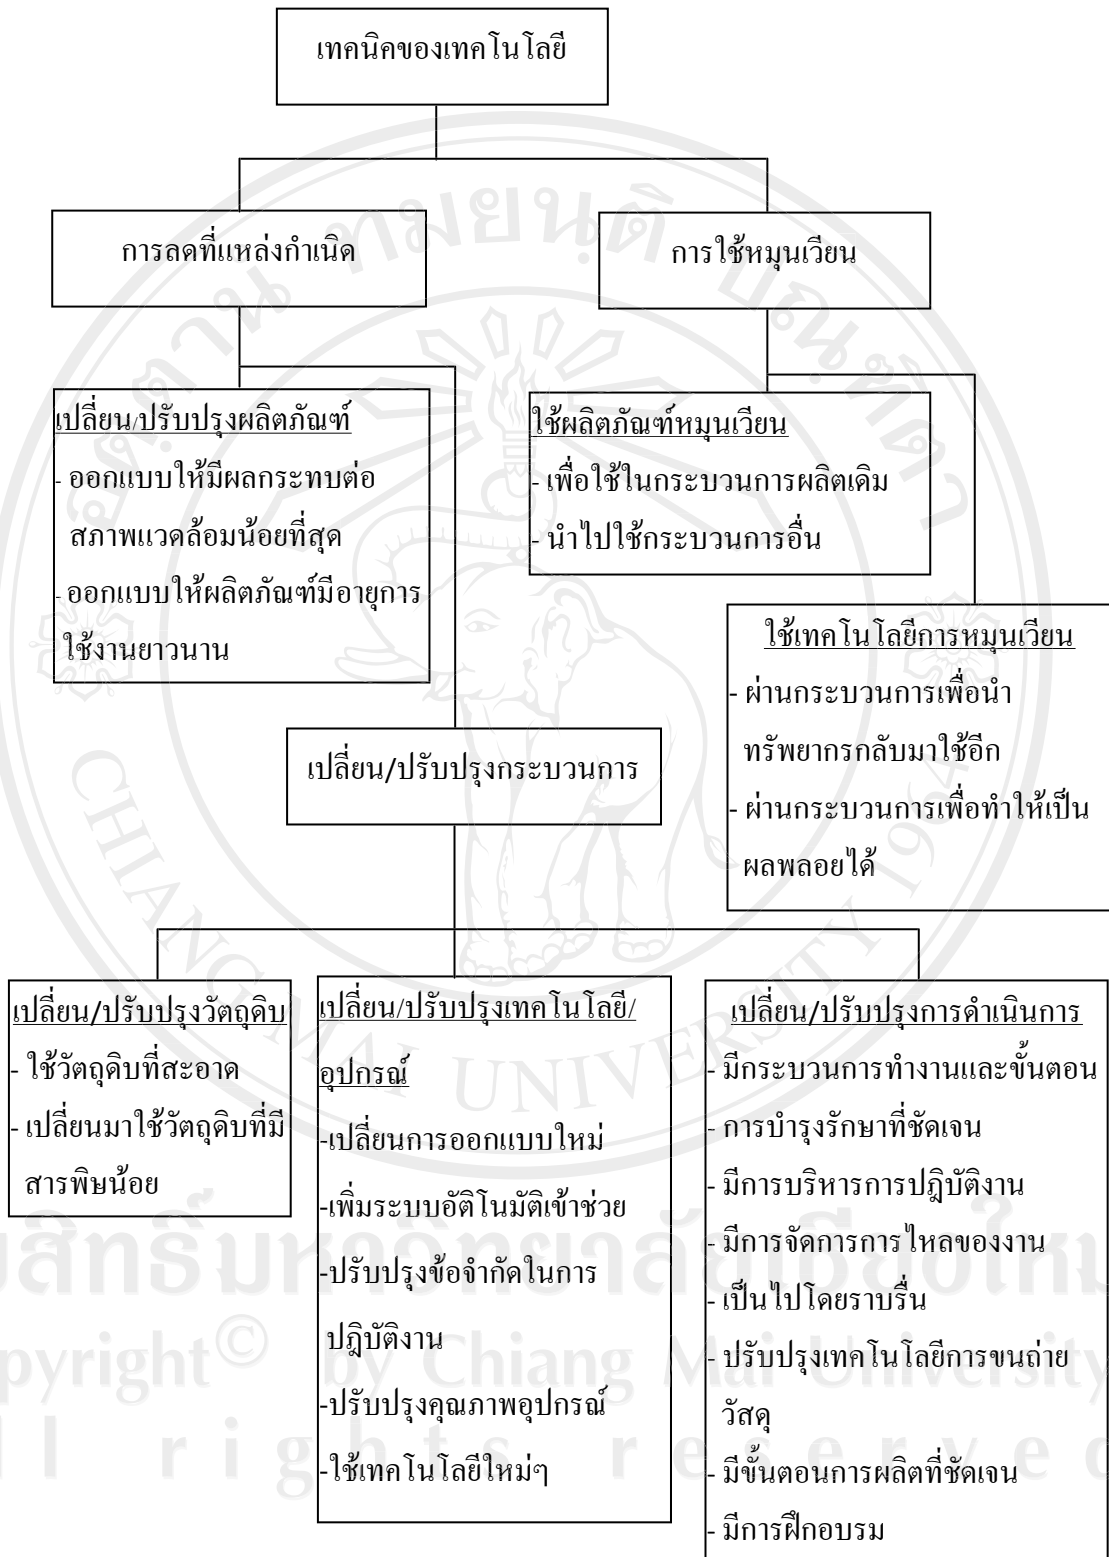 เทคนิคของเทคโนโลยี
การลดที่แหล่งกำเนิด
การใช้หมุนเวียน
เปลี่ยน/ปรับปรุงผลิตภัณฑ์
- ออกแบบให้มีผลกระทบต่อ
สภาพแวดล้อมน้อยที่สุด
- ออกแบบให้ผลิตภัณฑ์มีอายุการ
ใช้งานยาวนาน
ใช้ผลิตภัณฑ์หมุนเวียน
- เพื่อใช้ในกระบวนการผลิตเดิม
- นำไปใช้กระบวนการอื่น
ใช้เทคโนโลยีการหมุนเวียน
- ผ่านกระบวนการเพื่อนำ
ทรัพยากรกลับมาใช้อีก
- ผ่านกระบวนการเพื่อทำให้เป็น
ผลพลอยได้
เปลี่ยน/ปรับปรุงกระบวนการ
เปลี่ยน/ปรับปรุงวัตถุดิบ
- ใช้วัตถุดิบที่สะอาด
- เปลี่ยนมาใช้วัตถุดิบที่มี
สารพิษน้อย
เปลี่ยน/ปรับปรุงเทคโนโลยี/
อุปกรณ์
-เปลี่ยนการออกแบบใหม่
-เพิ่มระบบอัติโนมัติเข้าช่วย
-ปรับปรุงข้อจำกัดในการ
ปฎิบัติงาน
-ปรับปรุงคุณภาพอุปกรณ์
-ใช้เทคโนโลยีใหม่ๆ
เปลี่ยน/ปรับปรุงการดำเนินการ
- มีกระบวนการทำงานและขั้นตอน
- การบำรุงรักษาที่ชัดเจน
- มีการบริหารการปฎิบัติงาน
- มีการจัดการการไหลของงาน
- เป็นไปโดยราบรื่น
- ปรับปรุงเทคโนโลยีการขนถ่าย
วัสดุ
- มีขั้นตอนการผลิตที่ชัดเจน
- มีการฝึกอบรม
CHIANG MAI UNIVERSITY 1964
opyright© by Chiang Mai University
l l rights reserved